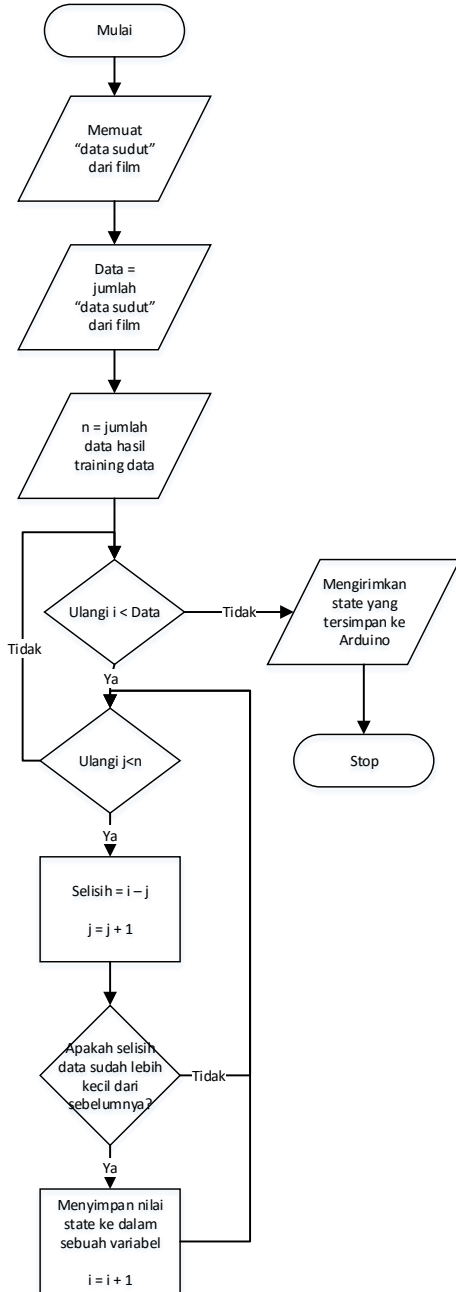 Mulai
Memuat
“data sudut”
dari film
Data =
jumlah
“data sudut”
dari film
n = jumlah
data hasil
training data
Ulangi i < Data
Tidak
Mengirimkan
state yang
tersimpan ke
Arduino
Tidak
Ya
Ulangi j<n
Stop
Ya
Selisih = i – j
j = j + 1
Apakah selisih
data sudah lebih
kecil dari
sebelumnya?
Tidak
Ya
Menyimpan nilai
state ke dalam
sebuah variabel
i = i + 1